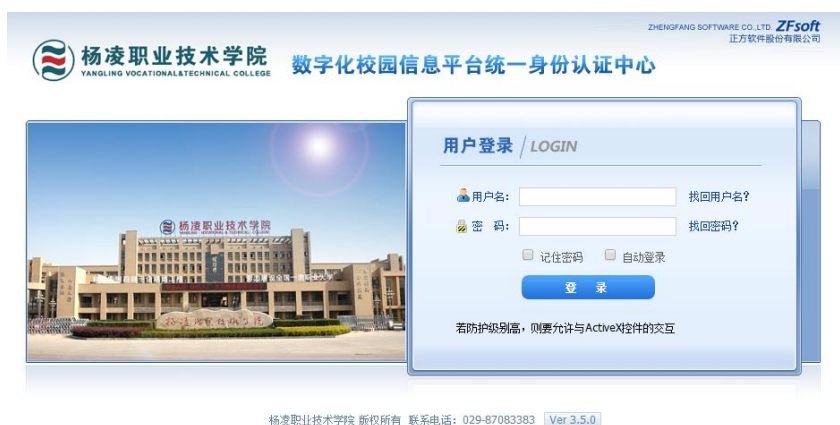 ZHENGFANG SOFTWARE CO.,LTD. ZFsoft
正方软件股份有限公司
杨凌职业技术学院
YANGLING VOCATIONAL&TECHNICAL COLLEGE
数字化校园信息平台统一身份认证中心
用户登录 / LOGIN
杨凌职业技术学院
用户名: 找回用户名?
密 码: 找回密码?
记住密码 自动登录
登 录
若防护级别高,则要允许与ActiveX控件的交互
杨凌职业技术学院 版权所有 联系电话:029-87083383 Ver 3.5.0